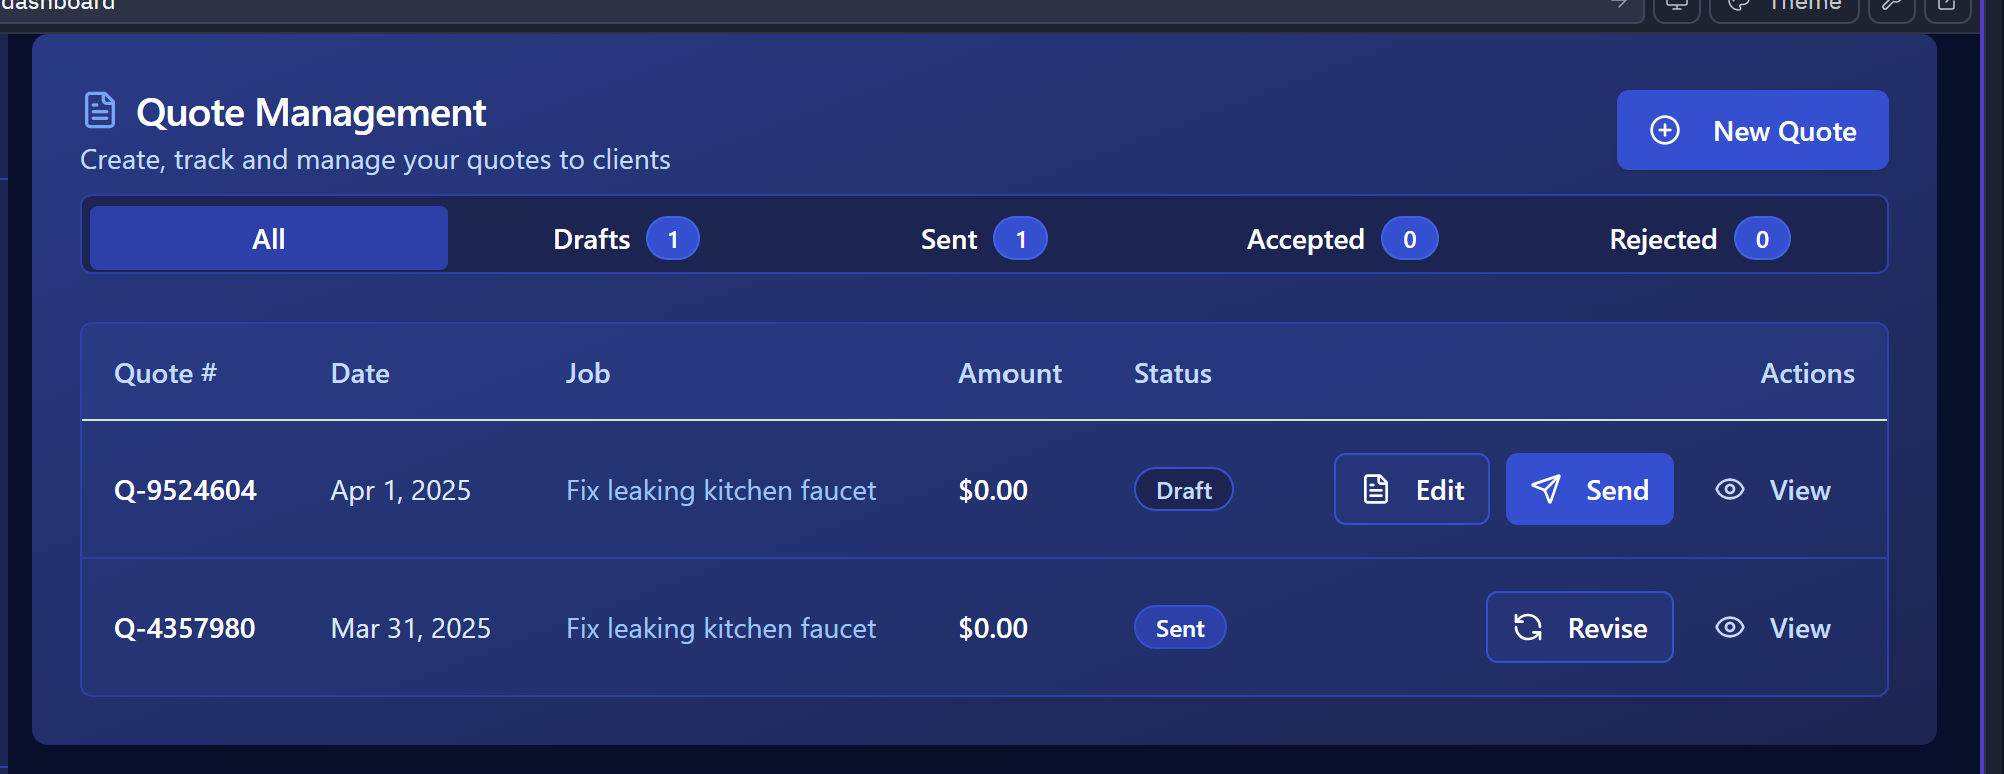 dashboard
Theme
Quote Management
Create, track and manage your quotes to clients
New Quote
All Drafts 1 Sent 1 Accepted 0 Rejected 0
Quote # Date Job Amount Status Actions
Q-9524604 Apr 1, 2025 Fix leaking kitchen faucet $0.00 Draft Edit Send View
Q-4357980 Mar 31, 2025 Fix leaking kitchen faucet $0.00 Sent Revise View